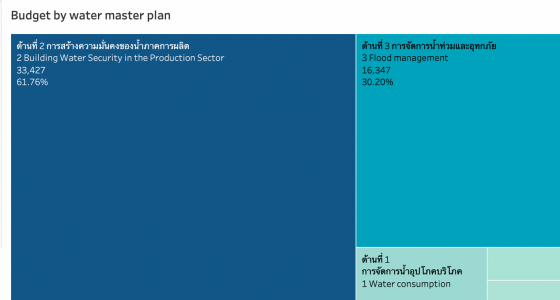 Budget by water master plan
ด้านที่ 2 การสร้างความมั่นคงของน้ำภาคการผลิต
2 Building Water Security in the Production Sector
33,427
61.76%
ด้านที่ 3 การจัดการน้ำท่วมและอุทกภัย
3 Flood management
16,347
30.20%
ด้านที่ 1
การจัดการน้ำอุปโภคบริโภค
1 Water consumption